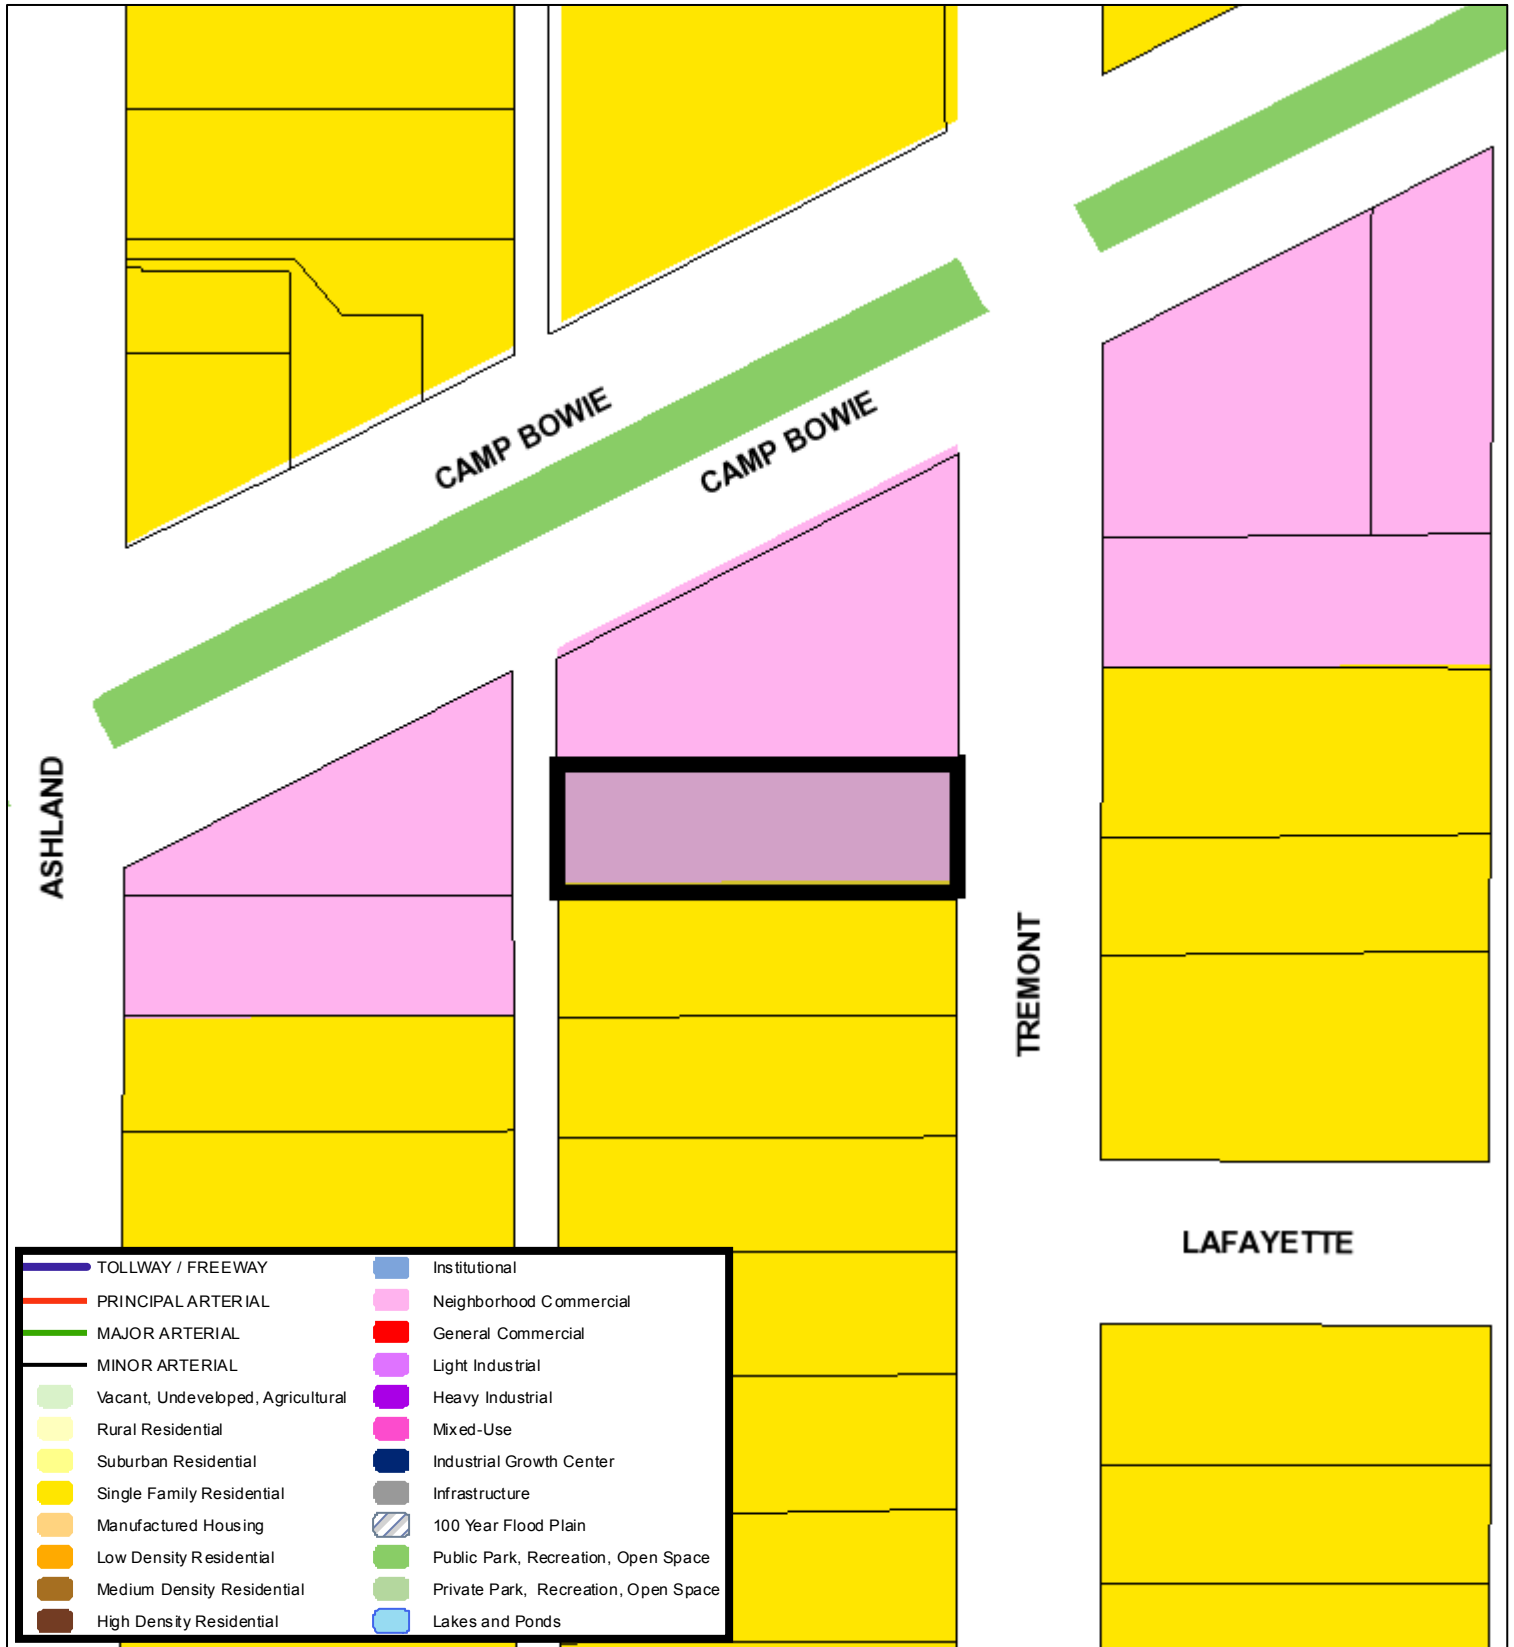 CAMP BOWIE
CAMP BOWIE
ASHLAND
TREMONT
LAFAYETTE
TOLLWAY / FREEWAY
PRINCIPAL ARTERIAL
MAJOR ARTERIAL
MINOR ARTERIAL
Vacant, Undeveloped, Agricultural
Rural Residential
Suburban Residential
Single Family Residential
Manufactured Housing
Low Density Residential
Medium Density Residential
High Density Residential
Institutional
Neighborhood Commercial
General Commercial
Light Industrial
Heavy Industrial
Mixed-Use
Industrial Growth Center
Infrastructure
100 Year Flood Plain
Public Park, Recreation, Open Space
Private Park, Recreation, Open Space
Lakes and Ponds